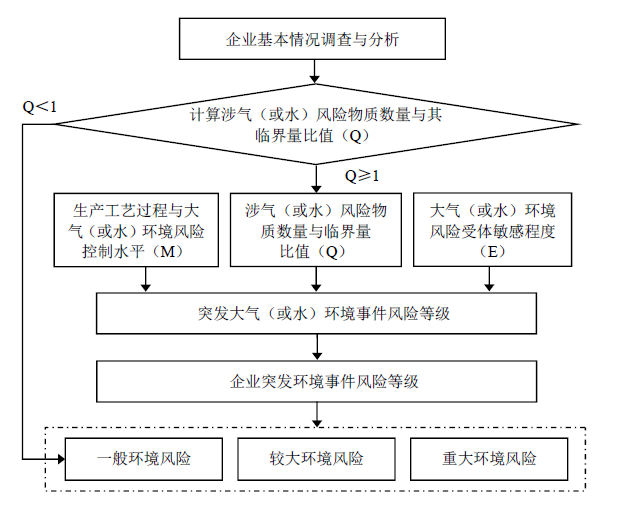 企业基本情况调查与分析
Q＜1
计算涉气（或水）风险物质数量与其
临界量比值（Q）
Q≥1
生产工艺过程与大
气（或水）环境风险
控制水平（M）
涉气（或水）风险物
质数量与临界量
比值（Q）
大气（或水）环境
风险受体敏感程度
（E）
突发大气（或水）环境事件风险等级
企业突发环境事件风险等级
一般环境风险
较大环境风险
重大环境风险